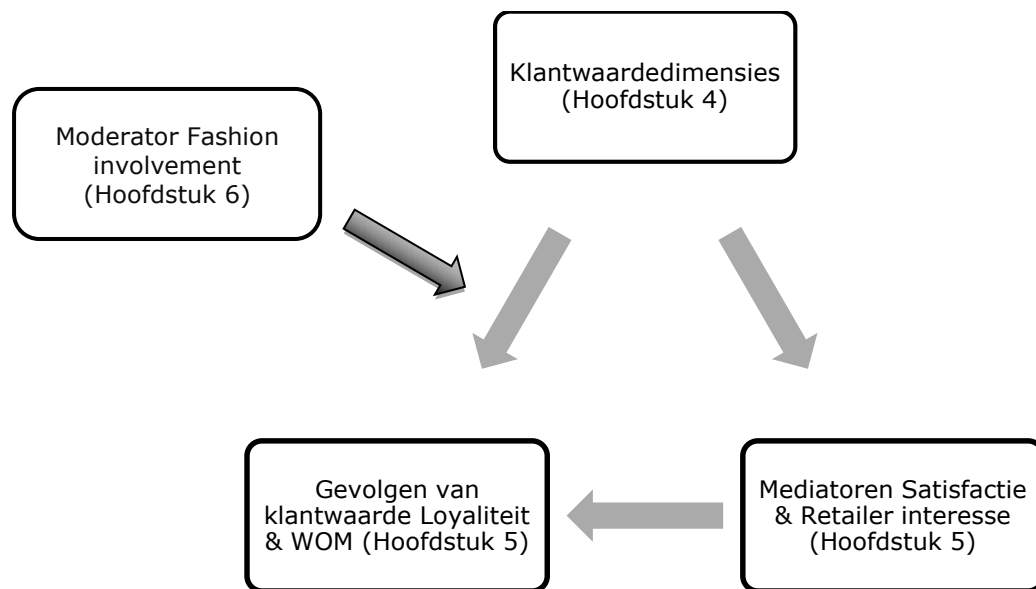 Klantwaardedimensies
(Hoofdstuk 4)
Moderator Fashion
involvement
(Hoofdstuk 6)
Gevolgen van
klantwaarde Loyaliteit
& WOM (Hoofdstuk 5)
Mediatoren Satisfactie
& Retailer interesse
(Hoofdstuk 5)